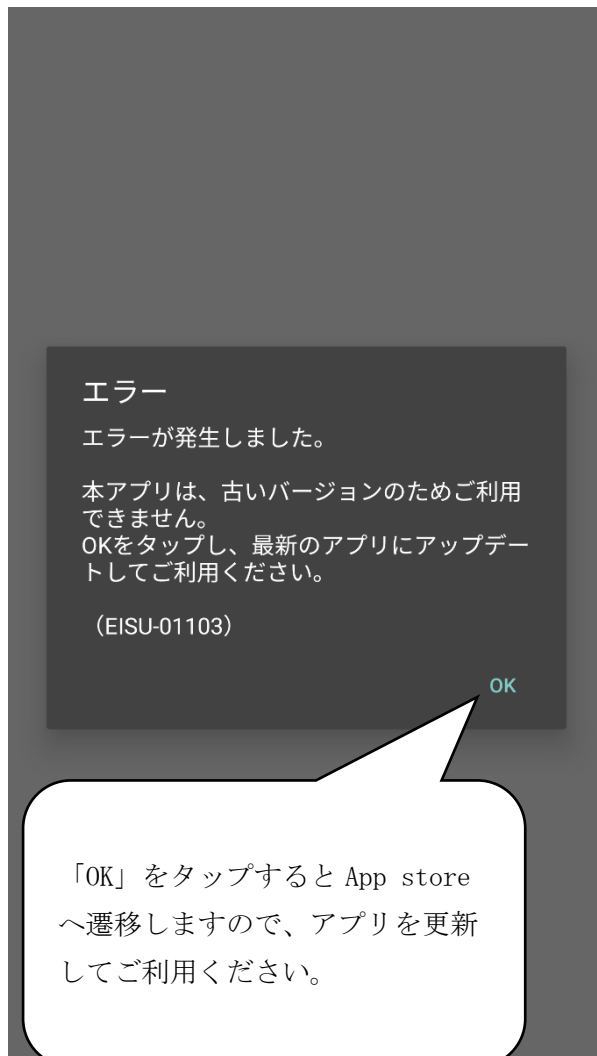 エラー
エラーが発生しました。
本アプリは、古いバージョンのためご利用
できません。
OKをタップし、最新のアプリにアップデー
トしてご利用ください。
（EISU-01103）
OK
「OK」をタップすると App store
へ遷移しますので、アプリを更新
してご利用ください。